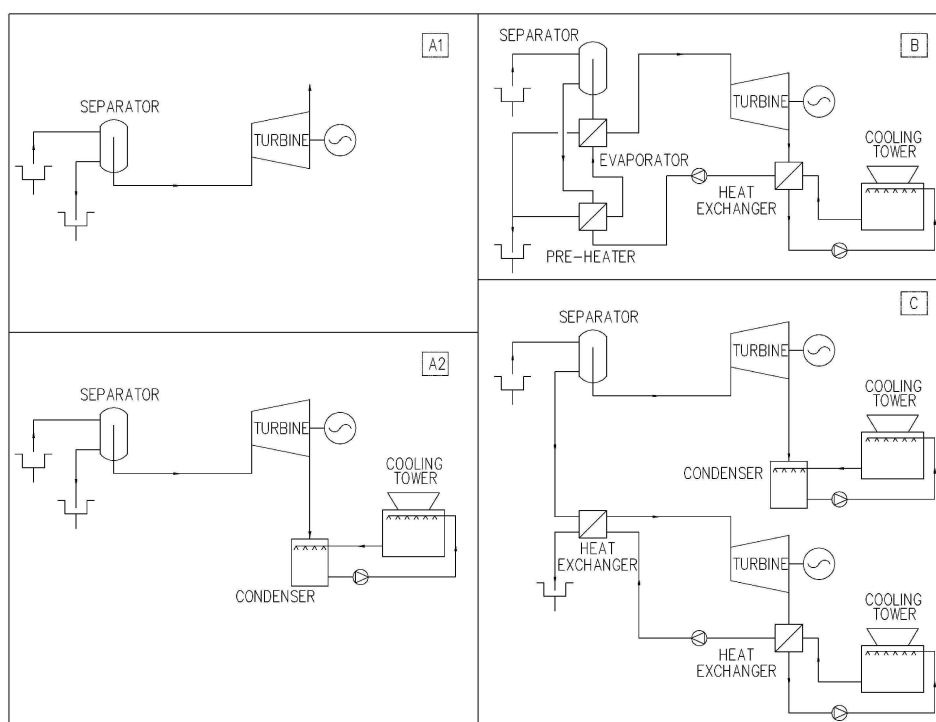 A1
SEPARATOR
TURBINE
A2
SEPARATOR
TURBINE
COOLING
TOWER
CONDENSER
B
SEPARATOR
TURBINE
COOLING
TOWER
EVAPORATOR
HEAT
EXCHANGER
PRE-HEATER
C
SEPARATOR
TURBINE
COOLING
TOWER
CONDENSER
HEAT
EXCHANGER
TURBINE
COOLING
TOWER
HEAT
EXCHANGER